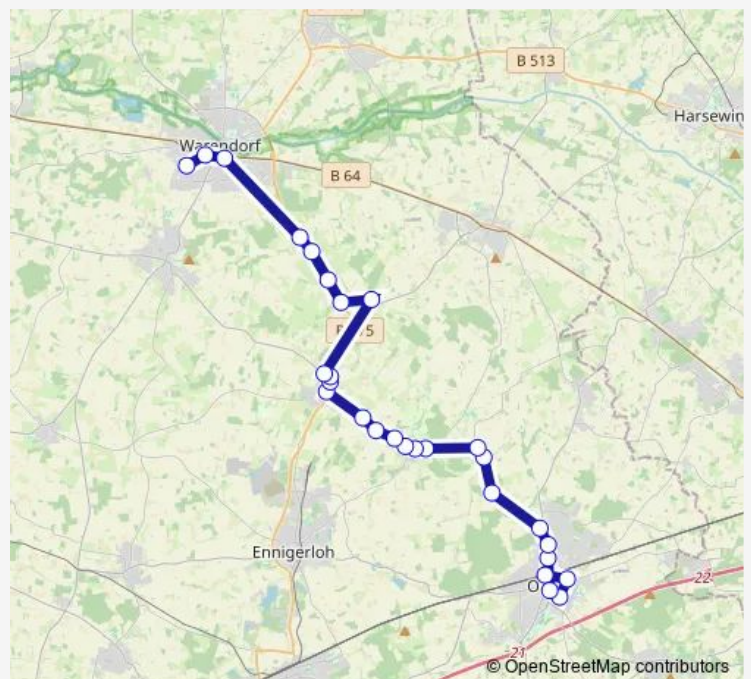 B 513
Harsewin
Warendorf
B 64
Ennigerloh
O
22
21
© OpenStreetMap contributors